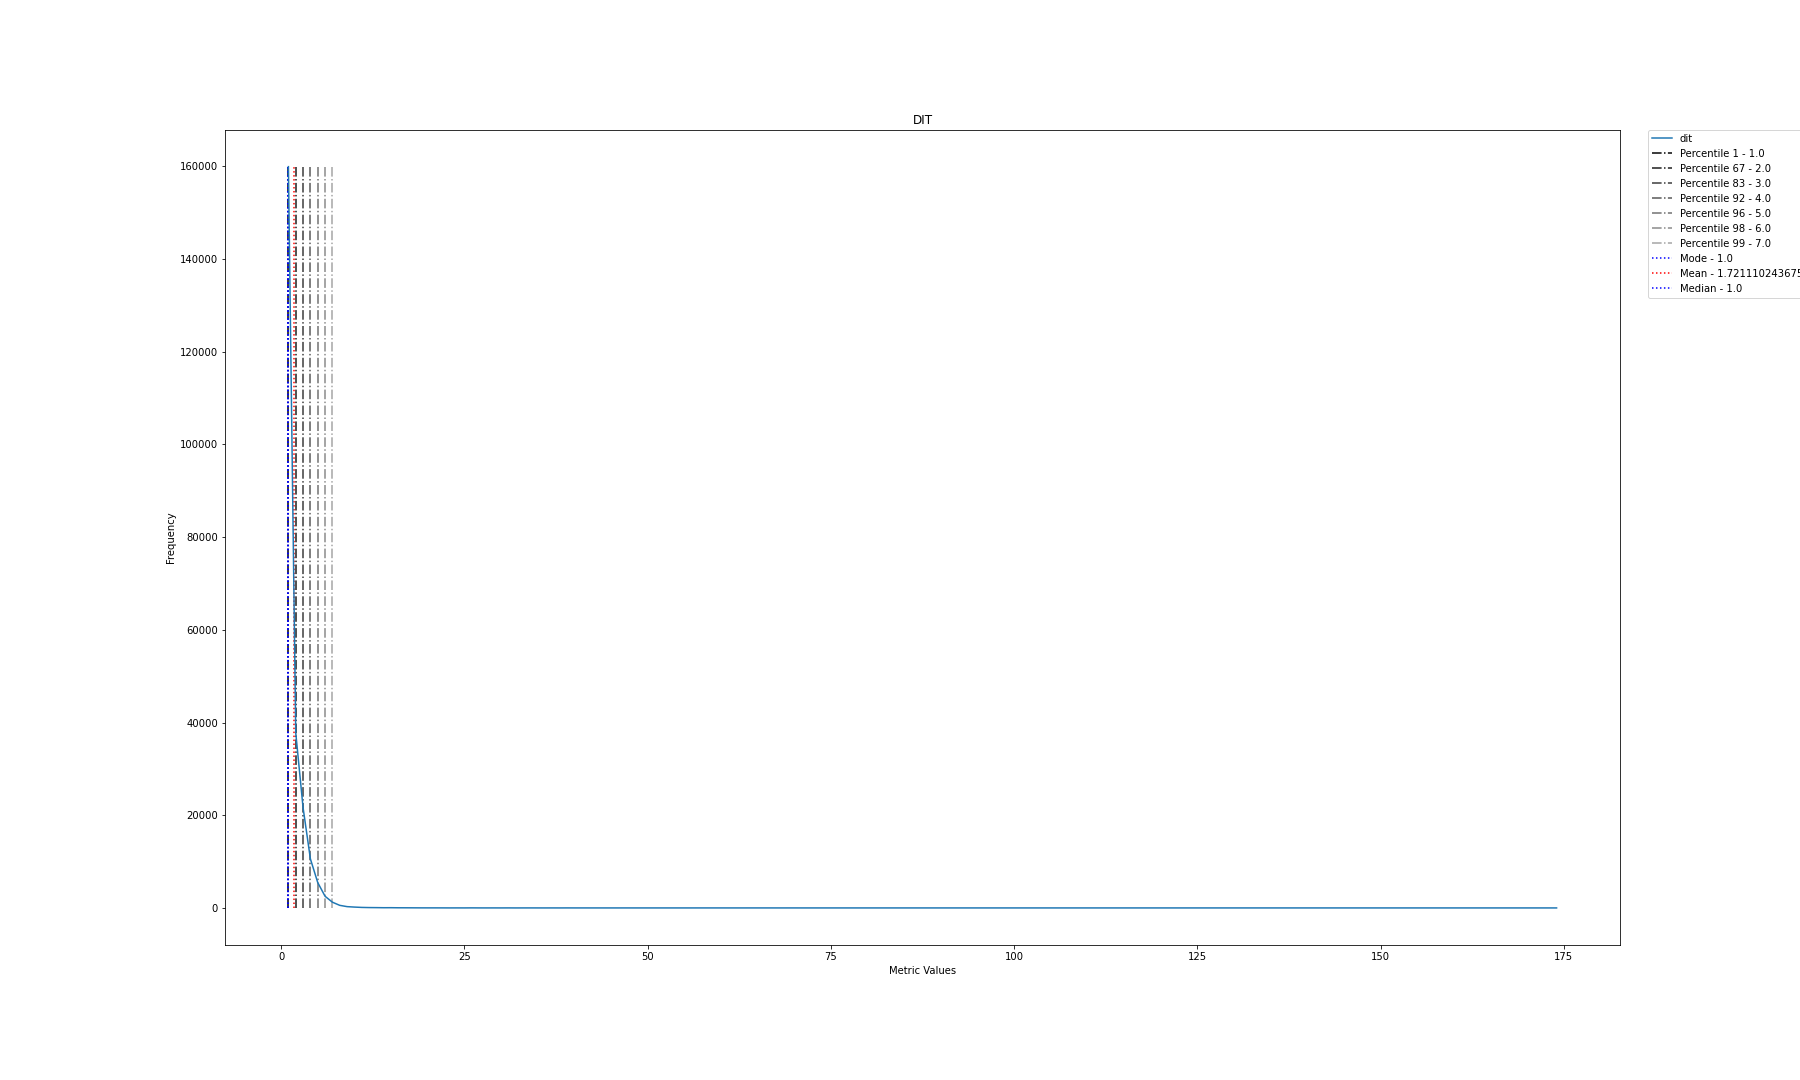 DIT
160000
140000
120000
100000
80000
60000
40000
20000
0
Frequency
0 25 50 75 100 125 150 175
Metric Values
dit
Percentile 1 - 1.0
Percentile 67 - 2.0
Percentile 83 - 3.0
Percentile 92 - 4.0
Percentile 96 - 5.0
Percentile 98 - 6.0
Percentile 99 - 7.0
Mode - 1.0
Mean - 1.721110243675
Median - 1.0